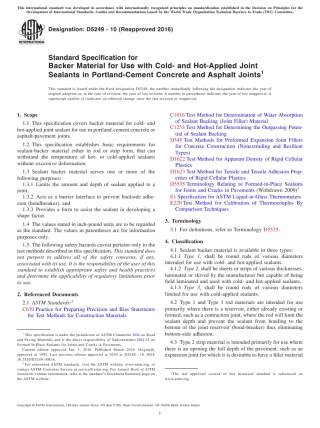 This international standard was developed in accordance with internationally recognized principles on standardization established in the Decision on Principles for the
Development of International Standards, Guides and Recommendations issued by the World Trade Organization Technical Barriers to Trade (TBT) Committee.
Designation: D5249 − 10 (Reapproved 2016)
Standard Specification for
Backer Material for Use with Cold- and Hot-Applied Joint
Sealants in Portland-Cement Concrete and Asphalt Joints1
This standard is issued under the fixed designation D5249; the number immediately following the designation indicates the year of
original adoption or, in the case of revision, the year of last revision. A number in parentheses indicates the year of last reapproval. A
superscript epsilon (ε) indicates an editorial change since the last revision or reapproval.
1. Scope
1.1 This specification covers backer material for cold- and
hot-applied joint sealant for use in portland-cement concrete or
asphalt-pavement joints.
1.2 This specification establishes basic requirements for
sealant-backer material either in rod or strip form, that can
withstand the temperature of hot- or cold-applied sealants
without excessive deformation.
1.3 Sealant backer material serves one or more of the
following purposes:
1.3.1 Limits the amount and depth of sealant applied to a
joint,
1.3.2 Acts as a barrier to prevent backside adhe-
sion (bondbreaker), and
1.3.3 Provides a form to assist the sealant in developing a
shape factor.
1.4 The values stated in inch-pound units are to be regarded
as the standard. The values in parentheses are for information
purposes only.
1.5 The following safety hazards caveat pertains only to the
test methods described in this specification. This standard does
not purport to address all of the safety concerns, if any,
associated with its use. It is the responsibility of the user of this
standard to establish appropriate safety and health practices
and determine the applicability of regulatory limitations prior
to use.
2. Referenced Documents
2.1 ASTM Standards:2
C670 Practice for Preparing Precision and Bias Statements
for Test Methods for Construction Materials
1 This specification is under the jurisdiction of ASTM Committee D04 on Road
and Paving Materials and is the direct responsibility of Subcommittee D04.33 on
Formed In-Place Sealants for Joints and Cracks in Pavements.
Current edition approved Jan. 1, 2016. Published March 2016. Originally
approved in 1992. Last previous edition approved in 2010 as D5249 – 10.
2 For referenced ASTM standards, visit the ASTM website, www.astm.org, or
contact ASTM Customer Service at service@astm.org. For Annual Book of ASTM
Standards volume information, refer to the standard's Document Summary page on
the ASTM website.
C1016 Test Method for Determination of Water Absorption
of Sealant Backing (Joint Filler) Material
C1253 Test Method for Determining the Outgassing Poten-
tial of Sealant Backing
D545 Test Methods for Preformed Expansion Joint Fillers
for Concrete Construction (Nonextruding and Resilient
Types)
D1622 Test Method for Apparent Density of Rigid Cellular
Plastics
D1623 Test Method for Tensile and Tensile Adhesion Prop-
erties of Rigid Cellular Plastics
D5535 Terminology Relating to Formed-in-Place Sealants
for Joints and Cracks in Pavements (Withdrawn 2009)3
E1 Specification for ASTM Liquid-in-Glass Thermometers
E220 Test Method for Calibration of Thermocouples By
Comparison Techniques
3. Terminology
3.1 For definitions, refer to Terminology D5535.
4. Classification
4.1 Sealant backer material is available in three types:
4.1.1 Type 1, shall be round rods of various diameters
intended for use with cold- and hot-applied sealants.
4.1.2 Type 2, shall be sheets or strips of various thicknesses,
laminated or skived by the manufacturer but capable of being
field laminated and used with cold- and hot-applied sealants.
4.1.3 Type 3, shall be round rods of various diameters
limited for use with cold-applied sealants.
4.2 Type 1 and Type 3 rod materials are intended for use
primarily where there is a reservoir, either already existing or
formed, such as a contraction joint, where the rod will limit the
sealant depth and prevent the sealant from bonding to the
bottom of the joint reservoir (bond-breaker) thus eliminating
bottom-side adhesion.
4.3 Type 2 strip material is intended primarily for use where
there is an opening the full depth of the pavement, such as an
expansion joint for which it is desirable to have a filler material
3 The last approved version of this historical standard is referenced on
www.astm.org.
Copyright © ASTM International, 100 Barr Harbor Drive, PO Box C700, West Conshohocken, PA 19428-2959. United States
1